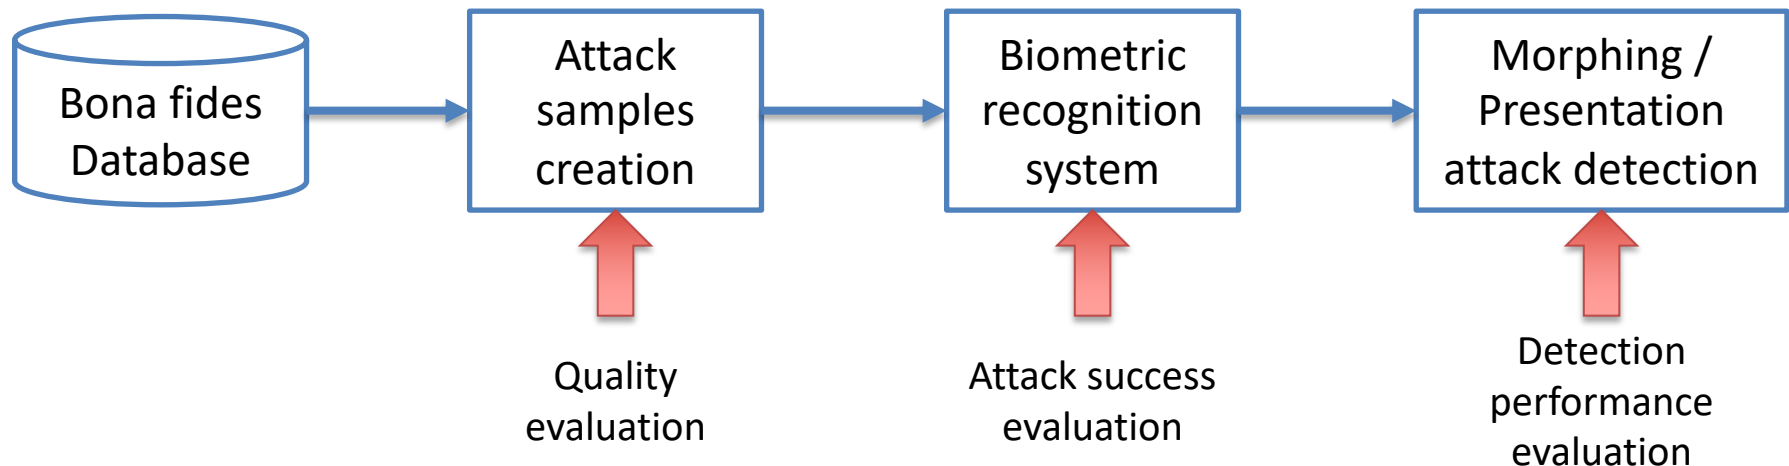 Bona fides
Database
Attack
samples
creation
Biometric
recognition
system
Morphing /
Presentation
attack detection
Quality
evaluation
Attack success
evaluation
Detection
performance
evaluation